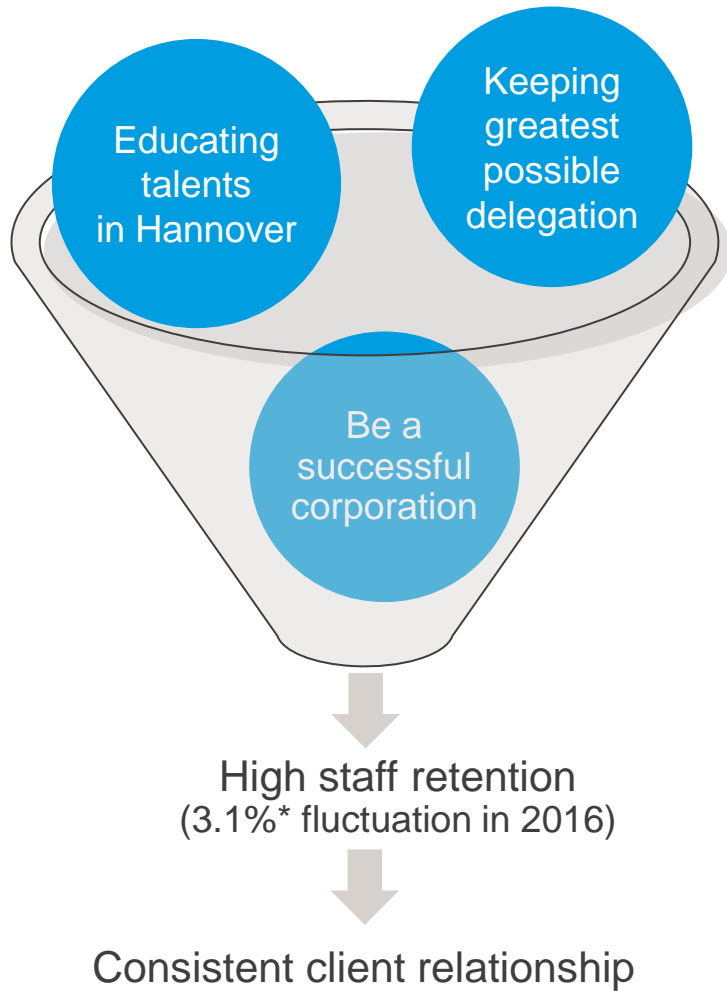 Educating
talents
in Hannover
Keeping
greatest
possible
delegation
Be a
successful
corporation
High staff retention
(3.1%* fluctuation in 2016)
Consistent client relationship